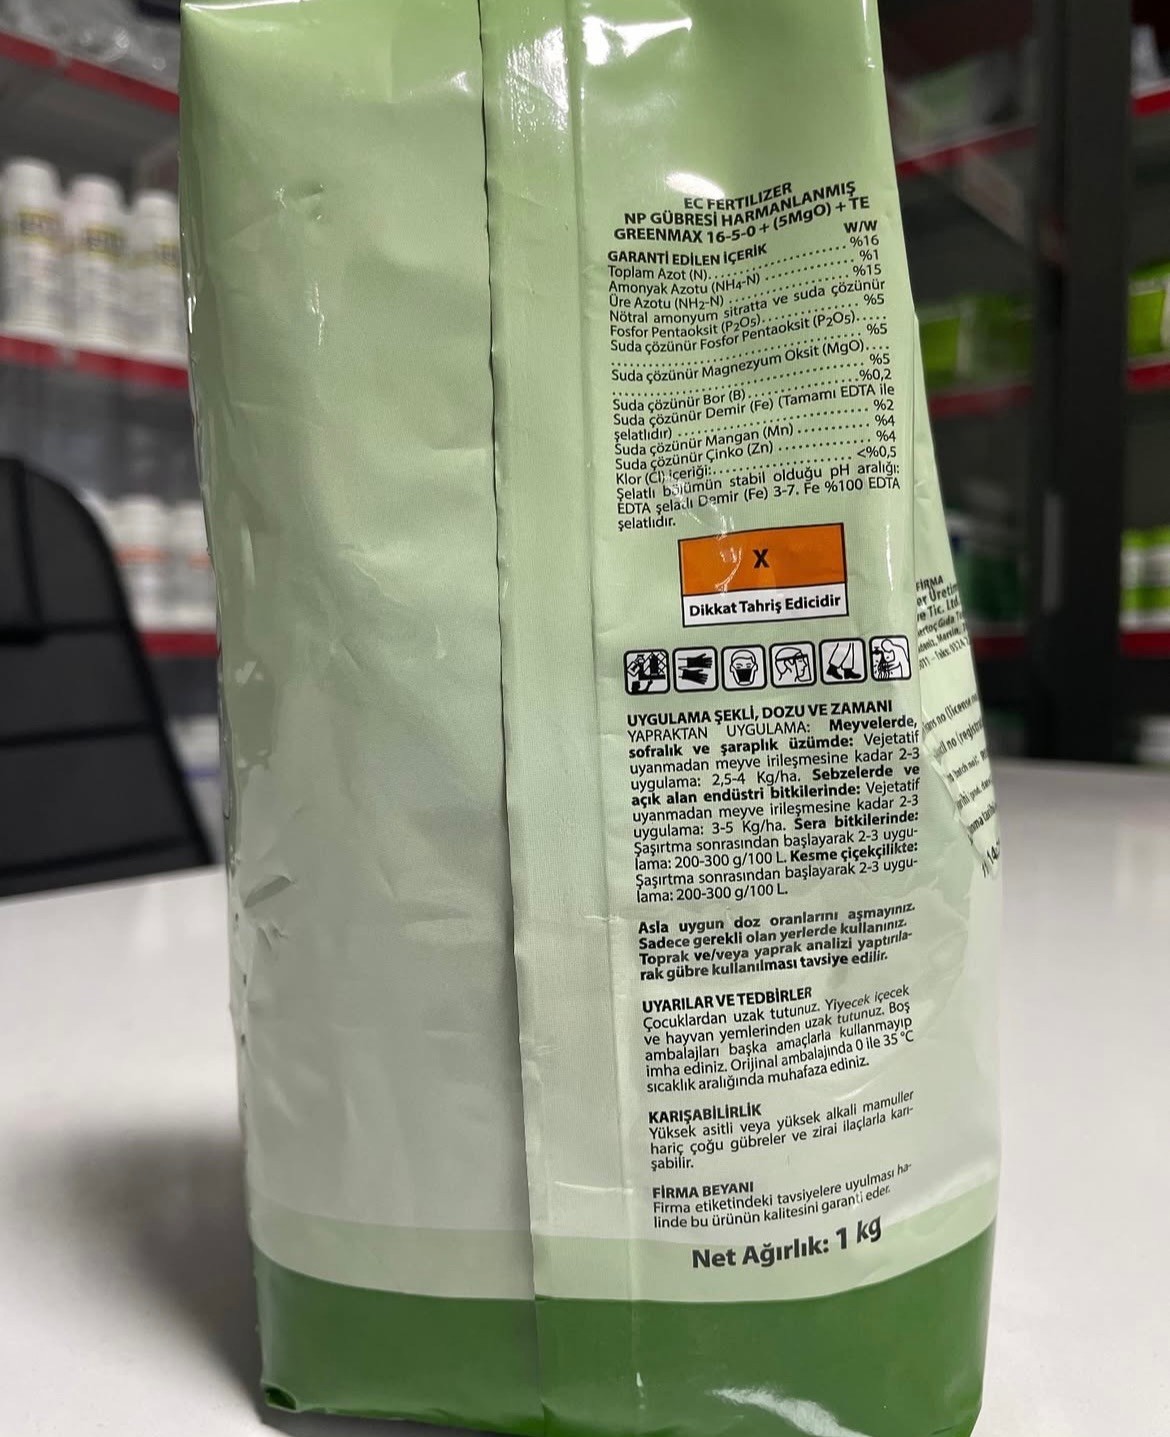 EC FERTILIZER
NP GÜBRESİ HARMANLANMIŞ
GREENMAX 16-5-0 + (5MgO) + TE
W/W
GARANTİ EDİLEN İÇERİK
Toplam Azot (N)........................ %16
Amonyak Azotu (NH4-N) ................ %1
Üre Azotu (NH2-N) ..................... %15
Nötral amonyum sitratta ve suda çözünür
Fosfor Pentaoksit (P2O5)................ %5
Suda çözünür Fosfor Pentaoksit (P2O5).....
........................................ %5
Suda çözünür Magnezyum Oksit (MgO)....
........................................ %5
Suda çözünür Bor (B)................%0,2
Suda çözünür Demir (Fe) (Tamamı EDTA ile
şelatlıdır) ............................ %2
Suda çözünür Mangan (Mn) ............ %4
Suda çözünür Çinko (Zn) ............... %4
Klor (Cl) içeriği:..................... <%0,5
Şelatlı bölümün stabil olduğu pH aralığı:
EDTA şelatlı Demir (Fe) 3-7. Fe %100 EDTA
şelatlıdır.
X
Dikkat Tahriş Edicidir
UYGULAMA ŞEKLİ, DOZU VE ZAMANI
YAPRAKTAN UYGULAMA: Meyvelerde,
sofralık ve şaraplık üzümde: Vejetatif
uyanmadan meyve irileşmesine kadar 2-3
uygulama: 2,5-4 Kg/ha. Sebzelerde ve
açık alan endüstri bitkilerinde: Vejetatif
uyanmadan meyve irileşmesine kadar 2-3
uygulama: 3-5 Kg/ha. Sera bitkilerinde:
Şaşırtma sonrasından başlayarak 2-3 uygu-
lama: 200-300 g/100 L. Kesme çiçekçilikte:
Şaşırtma sonrasından başlayarak 2-3 uygu-
lama: 200-300 g/100 L.
Asla uygun doz oranlarını aşmayınız.
Sadece gerekli olan yerlerde kullanınız.
Toprak ve/veya yaprak analizi yaptırıla-
rak gübre kullanılması tavsiye edilir.
UYARILAR VE TEDBİRLER
Çocuklardan uzak tutunuz. Yiyecek içecek
ve hayvan yemlerinden uzak tutunuz. Boş
ambalajları başka amaçlarla kullanmayıp
imha ediniz. Orijinal ambalajında 0 ile 35 °C
sıcaklık aralığında muhafaza ediniz.
KARIŞABİLİRLİK
Yüksek asitli veya yüksek alkali mamuller
hariç çoğu gübreler ve zirai ilaçlarla karı-
şabilir.
FİRMA BEYANI
Firma etiketindeki tavsiyelere uyulması ha-
linde bu ürünün kalitesini garanti eder.
Net Ağırlık: 1 kg
FİRMA
ve Tic. Ltd.
Gıda
Mersin